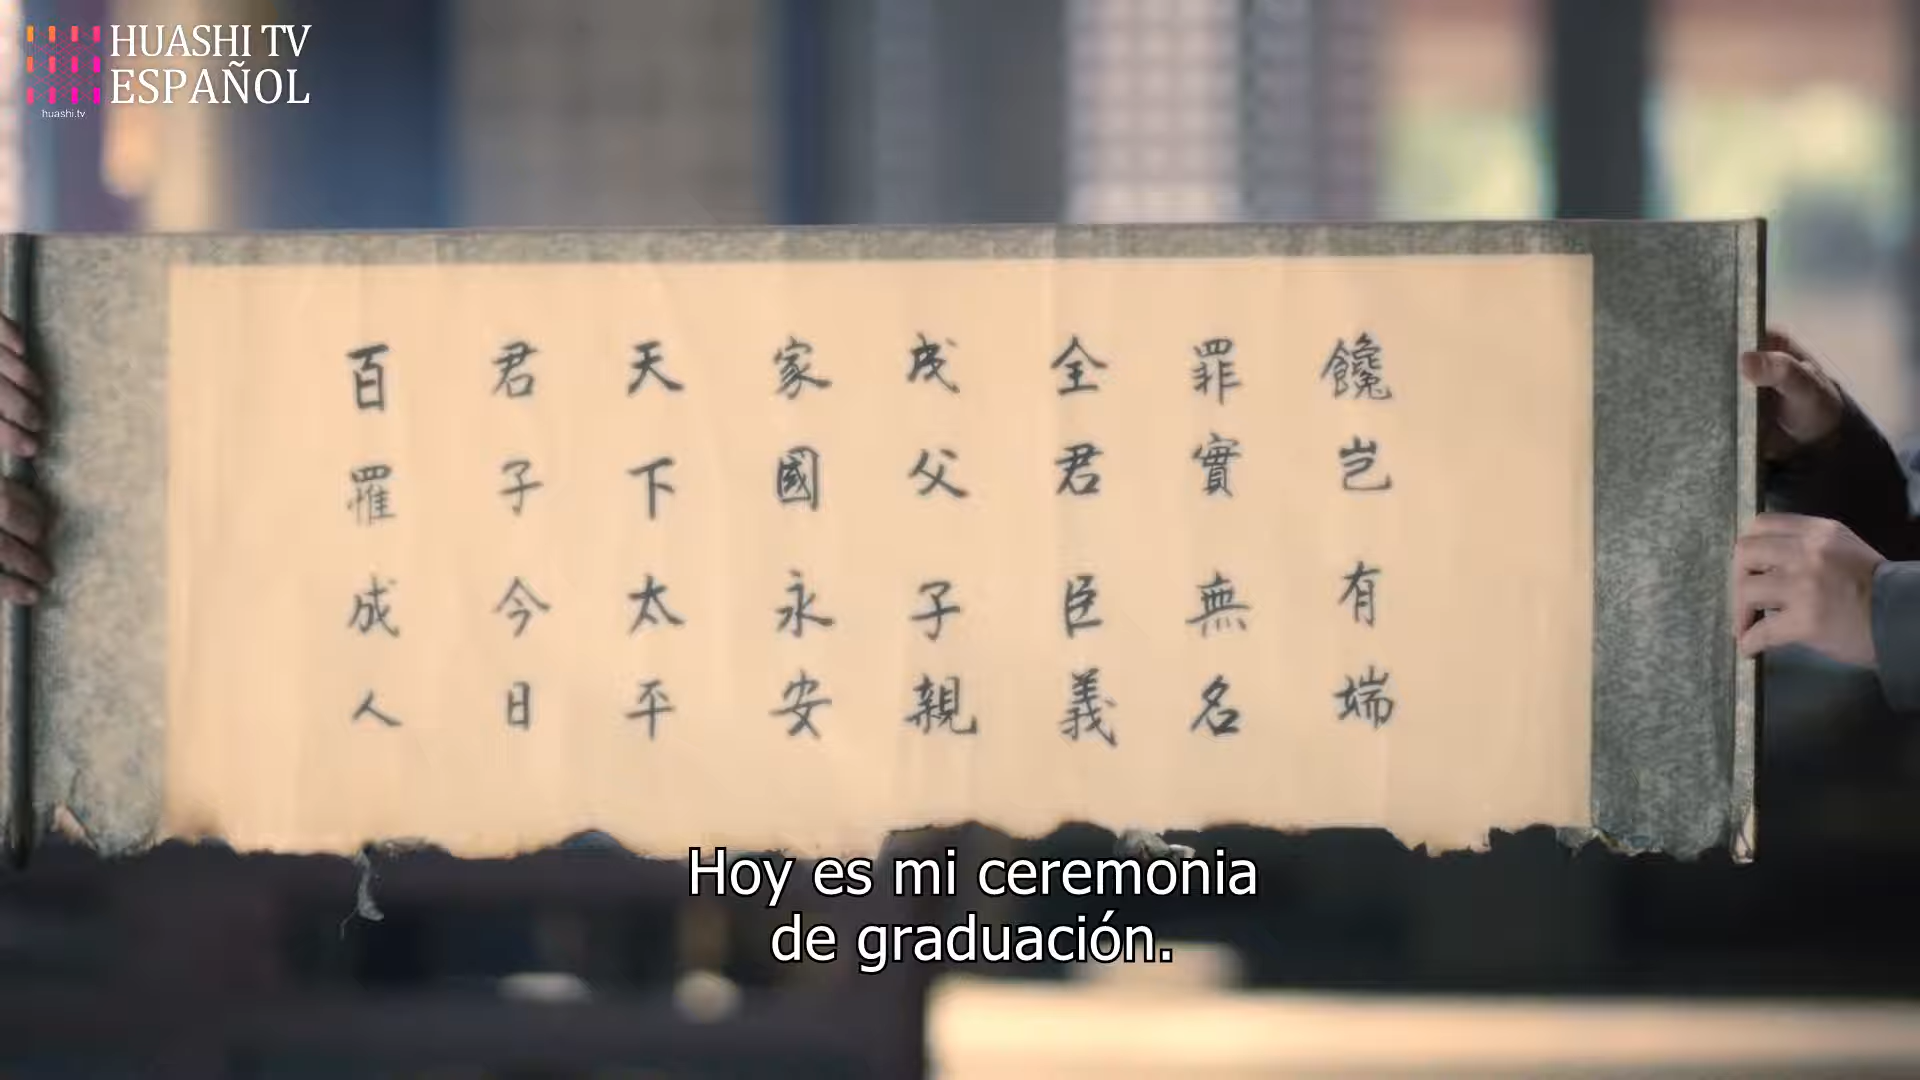 HUASHI TV
ESPAÑOL
huashi.tv
饞岂有端
罪實無名
全君臣義
成父子親
家國永安
天下太平
君子今日
百罹成人
Hoy es mi ceremonia
de graduación.